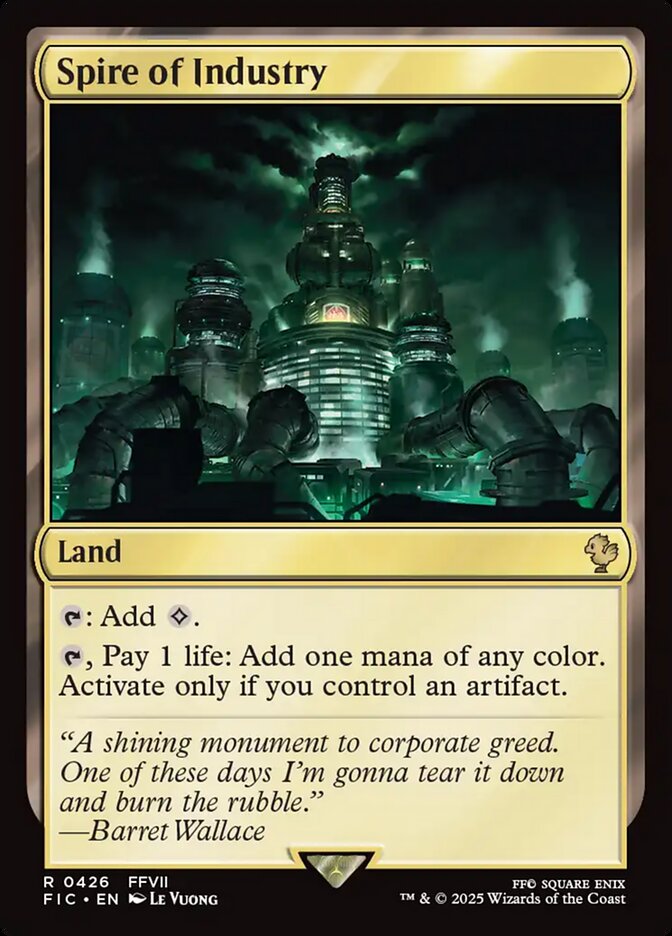 Spire of Industry
Land
: Add .
, Pay 1 life: Add one mana of any color.
Activate only if you control an artifact.
“A shining monument to corporate greed.
One of these days I’m gonna tear it down
and burn the rubble.”
—Barret Wallace
R 0426 FFVII
FIC • EN Le Vuong
FF© SQUARE ENIX
™ & © 2025 Wizards of the Coast